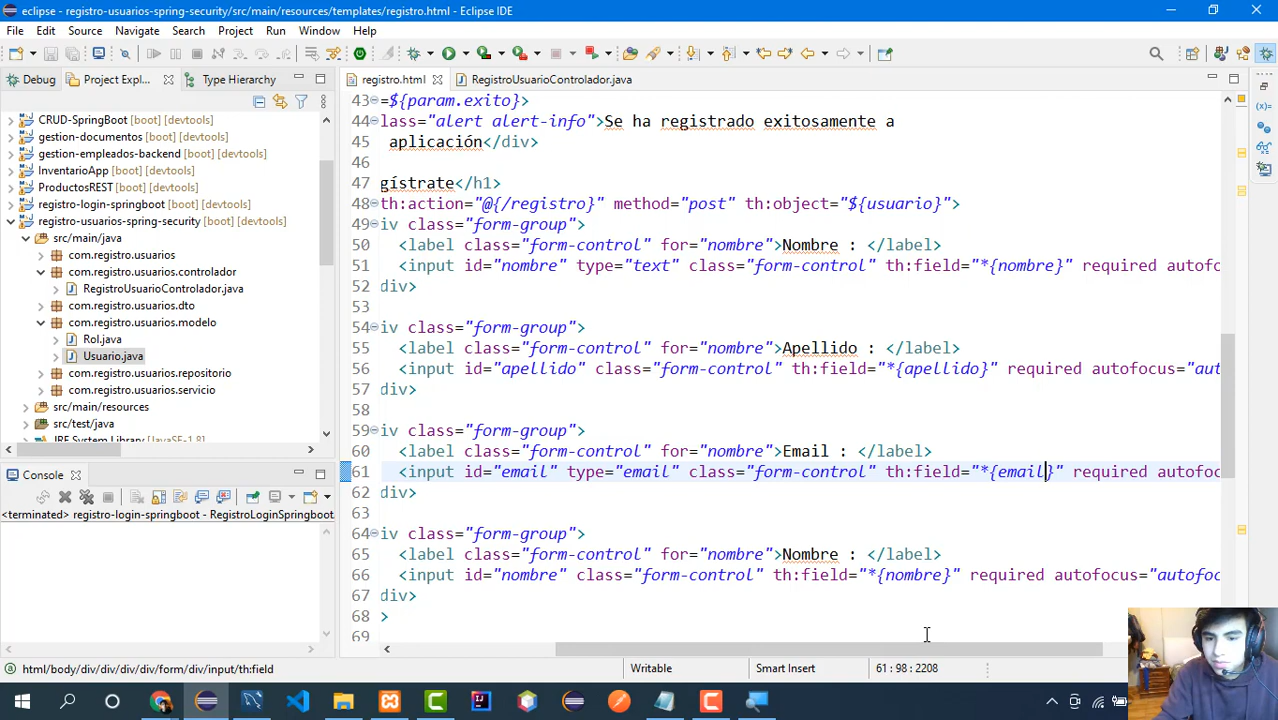 eclipse - registro-usuarios-spring-security/src/main/resources/templates/registro.html - Eclipse IDE
File Edit Source Navigate Search Project Run Window Help
Debug Project Expl... Type Hierarchy
registro.html RegistroUsuarioControlador.java
CRUD-SpringBoot [boot] [devtools]
gestion-documentos [boot] [devtools]
gestion-empleados-backend [boot]
InventarioApp [boot] [devtools]
ProductosREST [boot] [devtools]
registro-login-springboot [boot] [devtools]
registro-usuarios-spring-security [boot] [devtools]
src/main/java
com.registro.usuarios
com.registro.usuarios.controlador
RegistroUsuarioControlador.java
com.registro.usuarios.dto
com.registro.usuarios.modelo
Rol.java
Usuario.java
com.registro.usuarios.repositorio
com.registro.usuarios.servicio
src/main/resources
src/test/java
JRE System Library [JavaSE-1.8]
Console
<terminated> registro-login-springboot - RegistroLoginSpringboot
43 =${param.exito}>
44 lass="alert alert-info">Se ha registrado exitosamente a
45 aplicación</div>
46
47 gístrate</h1>
48 th:action="@{/registro}" method="post" th:object="${usuario}">
49 iv class="form-group">
50 <label class="form-control" for="nombre">Nombre : </label>
51 <input id="nombre" type="text" class="form-control" th:field="*{nombre}" required autofocus
52 div>
53
54 iv class="form-group">
55 <label class="form-control" for="nombre">Apellido : </label>
56 <input id="apellido" class="form-control" th:field="*{apellido}" required autofocus="aut
57 div>
58
59 iv class="form-group">
60 <label class="form-control" for="nombre">Email : </label>
61 <input id="email" type="email" class="form-control" th:field="*{email}" required autofoc
62 div>
63
64 iv class="form-group">
65 <label class="form-control" for="nombre">Nombre : </label>
66 <input id="nombre" class="form-control" th:field="*{nombre}" required autofocus="autofoc
67 div>
68 >
69
html/body/div/div/div/div/form/div/input/th:field Writable Smart Insert 61 : 98 : 2208